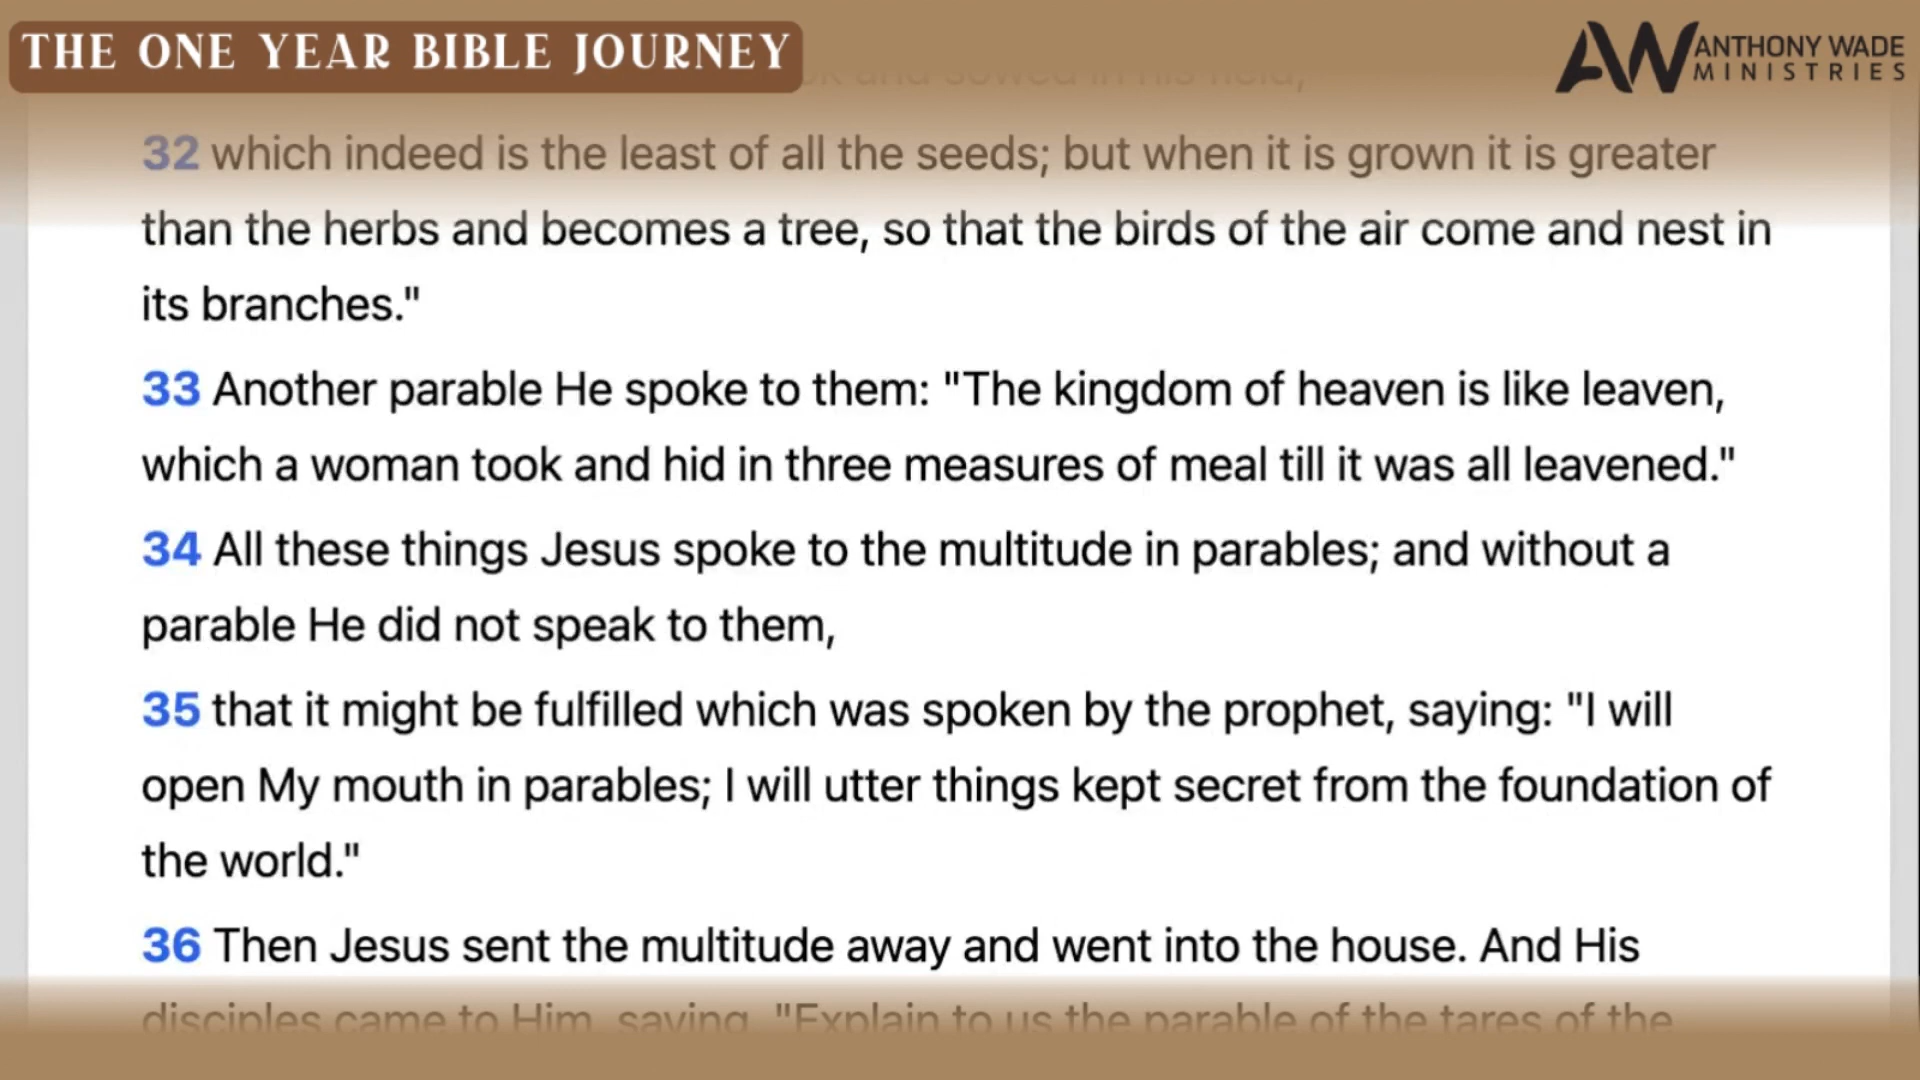 THE ONE YEAR BIBLE JOURNEY
ANTHONY WADE
MINISTRIES
and sowed in his field,
32 which indeed is the least of all the seeds; but when it is grown it is greater
than the herbs and becomes a tree, so that the birds of the air come and nest in
its branches."
33 Another parable He spoke to them: "The kingdom of heaven is like leaven,
which a woman took and hid in three measures of meal till it was all leavened."
34 All these things Jesus spoke to the multitude in parables; and without a
parable He did not speak to them,
35 that it might be fulfilled which was spoken by the prophet, saying: "I will
open My mouth in parables; I will utter things kept secret from the foundation of
the world."
36 Then Jesus sent the multitude away and went into the house. And His
disciples came to Him, saying, "Explain to us the parable of the tares of the